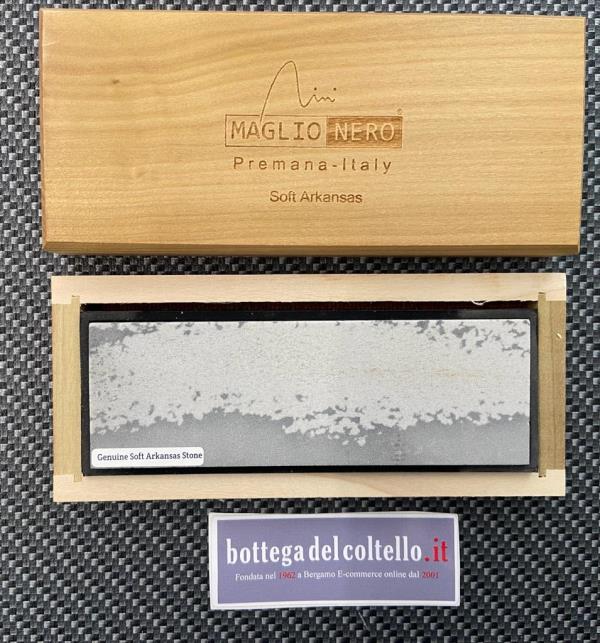 MAGLIO NERO®
Premana-Italy
Soft Arkansas
Genuine Soft Arkansas Stone
bottegadelcoltello.it
Fondata nel 1962 a Bergamo E-commerce online dal 2001